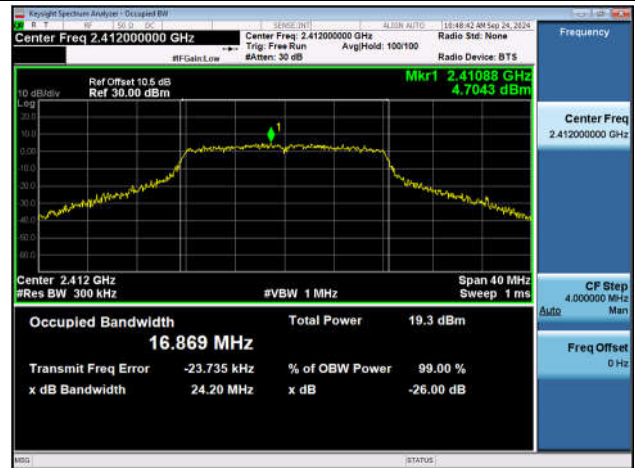 Keysight Spectrum Analyzer - Occupied BW
R T RF 50 Ω DC SENSE:INT ALIGN AUTO 10:48:42 AM Sep 24, 2024
Center Freq 2.412000000 GHz
Center Freq: 2.412000000 GHz
Radio Std: None
Trig: Free Run Avg|Hold: 100/100
#IFGain:Low
#Atten: 30 dB
Radio Device: BTS
Frequency
Ref Offset 10.5 dB
Mkr1 2.41088 GHz
10 dB/div Ref 30.00 dBm
4.7043 dBm
Log
20.0
10.0
0.00
-10.0
-20.0
-30.0
-40.0
-50.0
-60.0
1
Center 2.412 GHz
Span 40 MHz
#Res BW 300 kHz
#VBW 1 MHz
Sweep 1 ms
Occupied Bandwidth
Total Power 19.3 dBm
16.869 MHz
Transmit Freq Error -23.735 kHz
% of OBW Power 99.00 %
x dB Bandwidth 24.20 MHz
x dB -26.00 dB
Center Freq
2.412000000 GHz
CF Step
4.000000 MHz
Auto Man
Freq Offset
0 Hz
MSG
STATUS